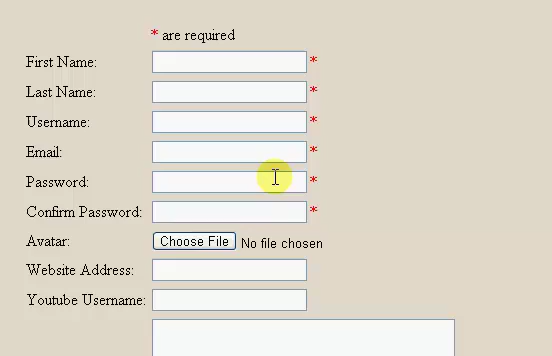 * are required
First Name: *
Last Name: *
Username: *
Email: *
Password: *
Confirm Password: *
Avatar: Choose File No file chosen
Website Address:
Youtube Username: